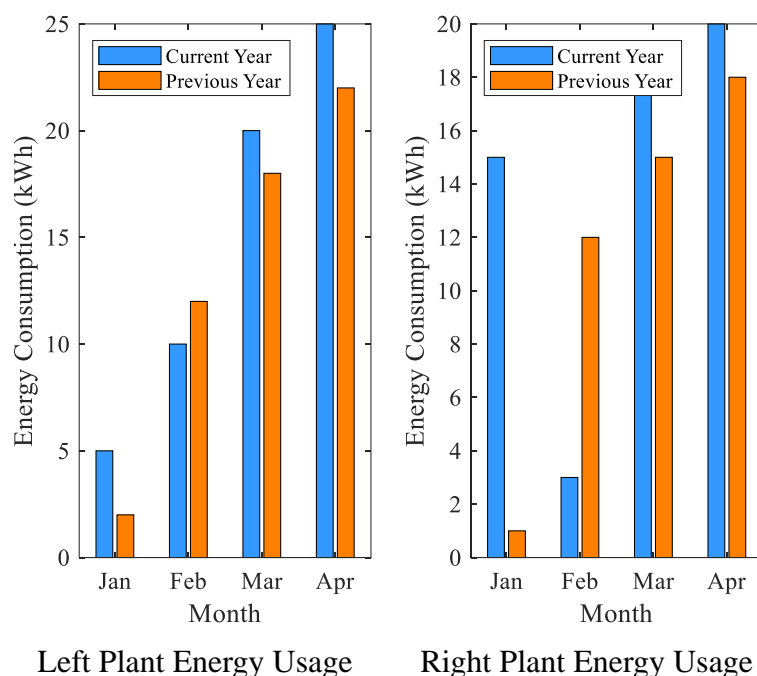 25
20
15
10
5
0
Energy Consumption (kWh)
Current Year
Previous Year
Jan Feb Mar Apr
Month
Left Plant Energy Usage
20
18
16
14
12
10
8
6
4
2
0
Energy Consumption (kWh)
Current Year
Previous Year
Jan Feb Mar Apr
Month
Right Plant Energy Usage